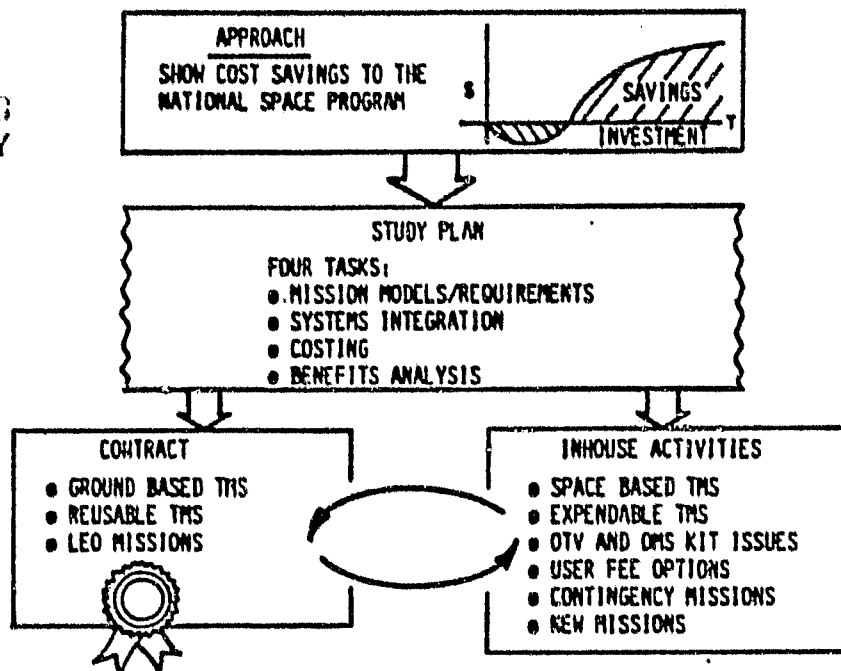 APPROACH
SHOW COST SAVINGS TO THE
NATIONAL SPACE PROGRAM
$
SAVINGS
T
INVESTMENT
Y
STUDY PLAN
FOUR TASKS:
• MISSION MODELS/REQUIREMENTS
• SYSTEMS INTEGRATION
• COSTING
• BENEFITS ANALYSIS
CONTRACT
• GROUND BASED TMS
• REUSABLE TMS
• LEO MISSIONS
INHOUSE ACTIVITIES
• SPACE BASED TMS
• EXPENDABLE TMS
• OTV AND OMS KIT ISSUES
• USER FEE OPTIONS
• CONTINGENCY MISSIONS
• NEW MISSIONS